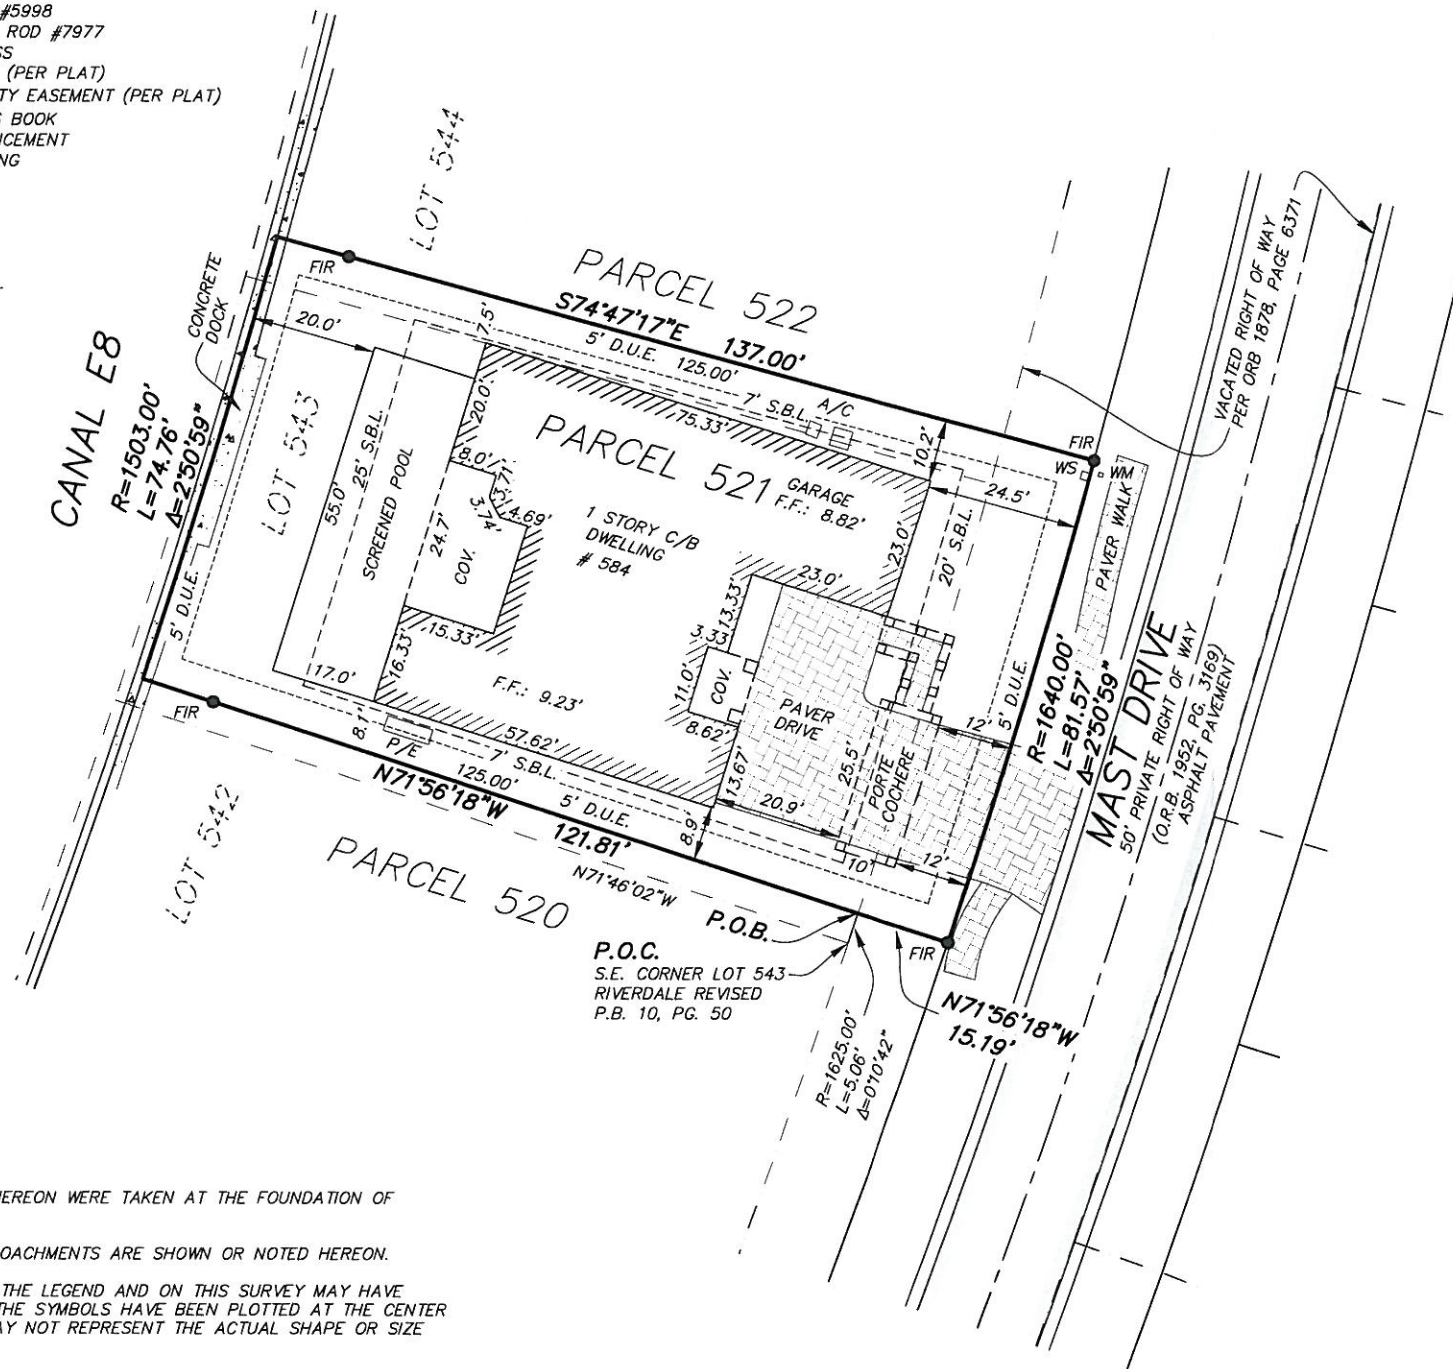 #5998
ROD #7977
SS
(PER PLAT)
TY EASEMENT (PER PLAT)
BOOK
NCEMENT
NG
LOT 544
CONCRETE
DOCK
FIR
20.0'
PARCEL 522
S74°47'17"E 137.00'
5' D.U.E. 125.00'
7' S.B.L.
A/C
7.5'
75.33'
10.2'
FIR
WS
WM
VACATED RIGHT OF WAY
PER ORB 1878, PAGE 6371
CANAL E8
R=1503.00'
L=74.76'
Δ=2°50'59"
LOT 543
55.0'
25' S.B.L.
SCREENED POOL
20.0'
8.0'
3.71'
3.74'
4.69'
24.7'
COV.
PARCEL 521
GARAGE
F.F.: 8.82'
1 STORY C/B
DWELLING
# 584
24.5'
20' S.B.L.
23.0'
23.0'
PAVER WALK
5' D.U.E.
17.0'
15.33'
16.33'
F.F.: 9.23'
13.33'
3.33'
11.0'
COV.
8.62'
PAVER
DRIVE
12'
5' D.U.E.
R=1640.00'
L=81.57'
Δ=2°50'59"
MAST DRIVE
50' PRIVATE RIGHT OF WAY
(O.R.B. 1952, PG. 3169)
ASPHALT PAVEMENT
FIR
8.1'
P/E
57.62'
7' S.B.L.
13.67'
20.9'
25.5'
PORTE
COCHERE
N71°56'18"W
125.00'
121.81'
5' D.U.E.
8.9'
10'
12'
LOT 542
PARCEL 520
N71°46'02"W
P.O.B.
P.O.C.
S.E. CORNER LOT 543
RIVERDALE REVISED
P.B. 10, PG. 50
FIR
N71°56'18"W
15.19'
R=1625.00'
L=5.06'
Δ=0°10'42"
HEREON WERE TAKEN AT THE FOUNDATION OF
OACHMENTS ARE SHOWN OR NOTED HEREON.
THE LEGEND AND ON THIS SURVEY MAY HAVE
THE SYMBOLS HAVE BEEN PLOTTED AT THE CENTER
AY NOT REPRESENT THE ACTUAL SHAPE OR SIZE